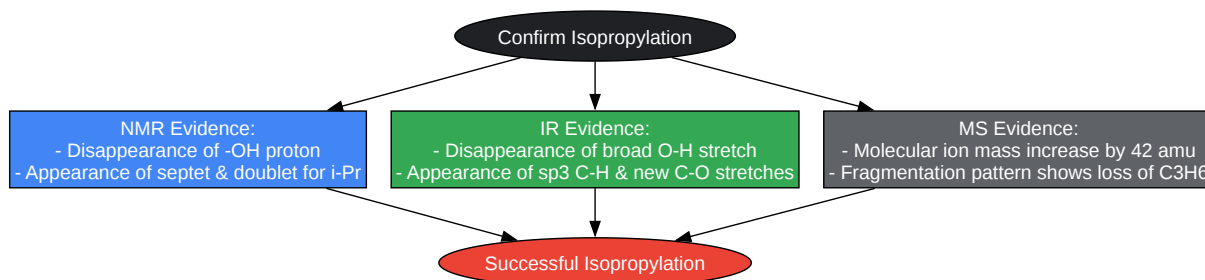 Confirm Isopropylation
NMR Evidence:
- Disappearance of -OH proton
- Appearance of septet & doublet for i-Pr
IR Evidence:
- Disappearance of broad O-H stretch
- Appearance of sp3 C-H & new C-O stretches
MS Evidence:
- Molecular ion mass increase by 42 amu
- Fragmentation pattern shows loss of C3H6
Successful Isopropylation